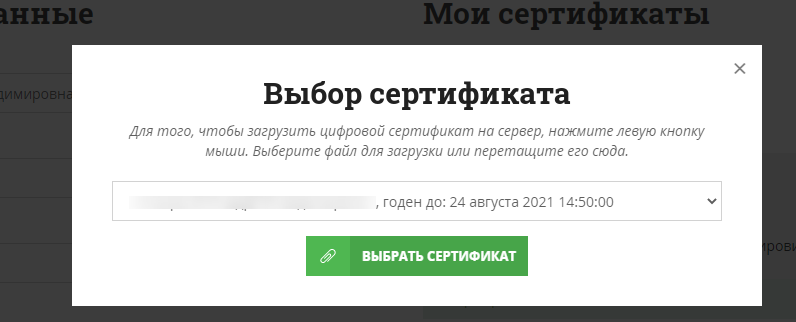 анные
Мои сертификаты
димировна
×
Выбор сертификата
Для того, чтобы загрузить цифровой сертификат на сервер, нажмите левую кнопку
мыши. Выберите файл для загрузки или перетащите его сюда.
, годен до: 24 августа 2021 14:50:00
ВЫБРАТЬ СЕРТИФИКАТ
ирови